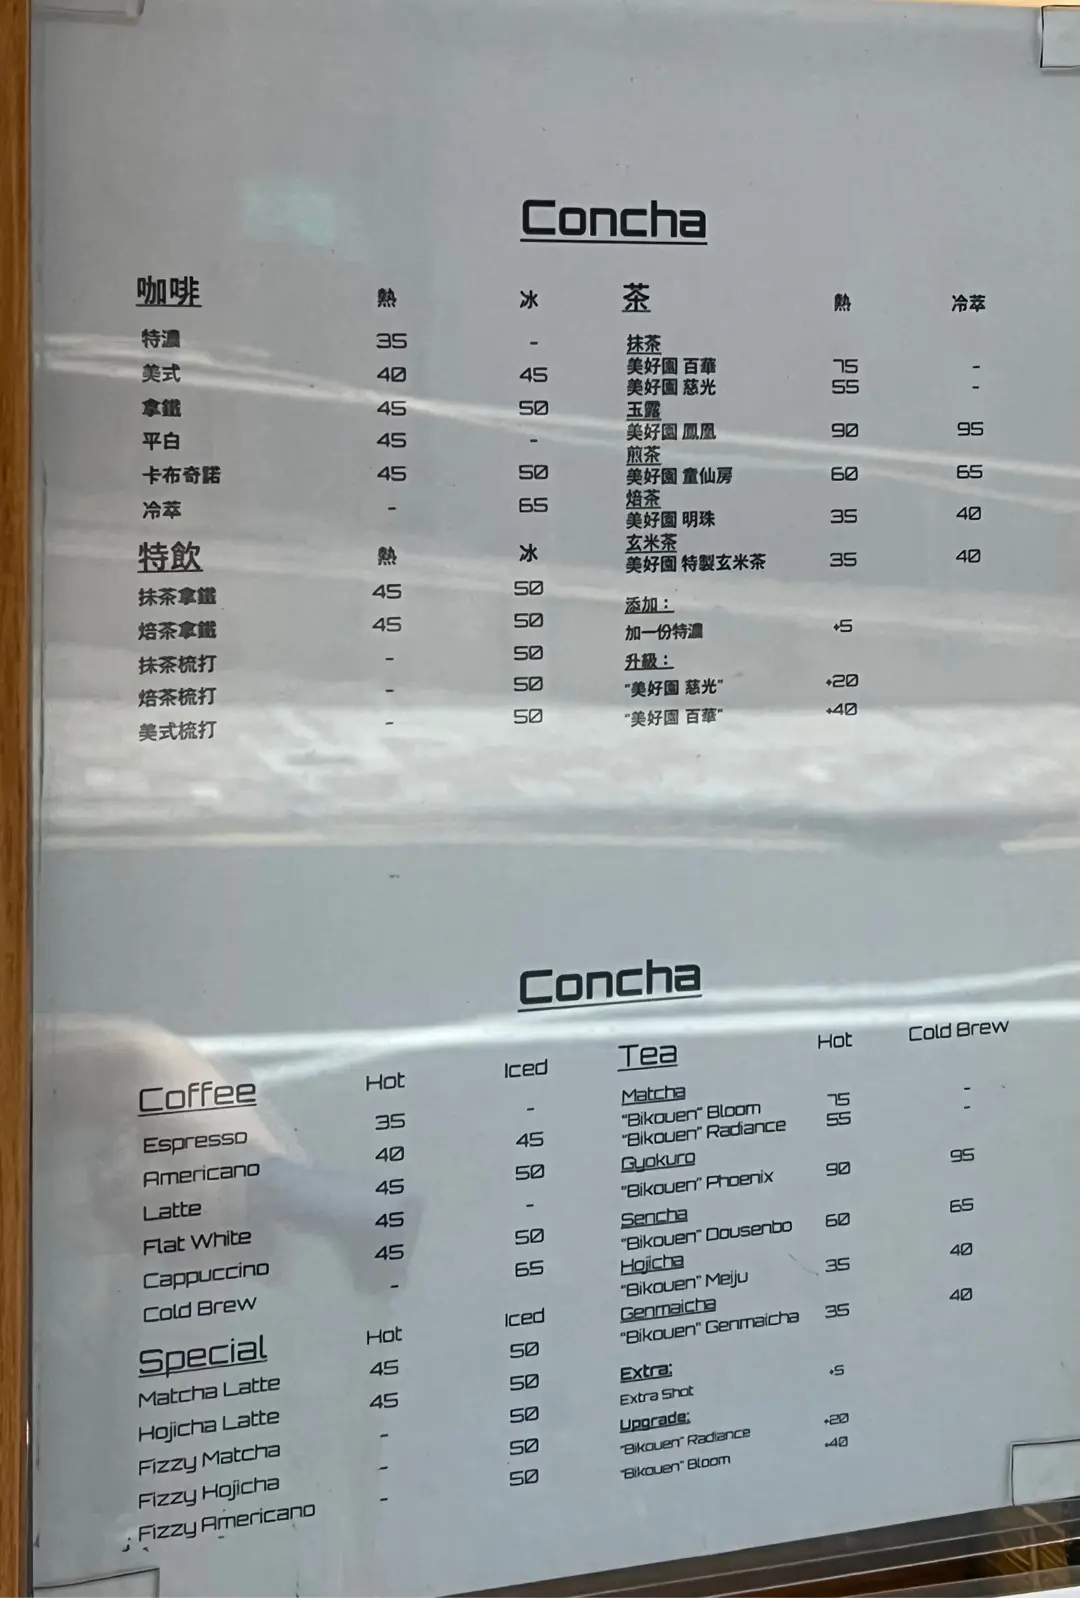 Concha
咖啡 熱 冰
特濃 35 -
美式 40 45
拿鐵 45 50
平白 45 -
卡布奇諾 45 50
冷萃 - 65
特飲 熱 冰
抹茶拿鐵 45 50
焙茶拿鐵 45 50
抹茶梳打 - 50
焙茶梳打 - 50
美式梳打 - 50
茶 熱 冷萃
抹茶
美好園 百華 75 -
美好園 慈光 55 -
玉露
美好園 鳳凰 90 95
煎茶
美好園 童仙房 60 65
焙茶
美好園 明珠 35 40
玄米茶
美好園 特製玄米茶 35 40
添加：
加一份特濃 +5
升級：
"美好園 慈光" +20
"美好園 百華" +40
Concha
Coffee Hot Iced
Espresso 35 -
Americano 40 45
Latte 45 50
Flat White 45 -
Cappuccino 45 50
Cold Brew - 65
Special Hot Iced
Matcha Latte 45 50
Hojicha Latte 45 50
Fizzy Matcha - 50
Fizzy Hojicha - 50
Fizzy Americano - 50
Tea Hot Cold Brew
Matcha
"Bikouen" Bloom 75 -
"Bikouen" Radiance 55 -
Gyokuro
"Bikouen" Phoenix 90 95
Sencha
"Bikouen" Dousenbo 60 65
Hojicha
"Bikouen" Meiju 35 40
Genmaicha
"Bikouen" Genmaicha 35 40
Extra:
Extra Shot +5
Upgrade:
"Bikouen" Radiance +20
"Bikouen" Bloom +40